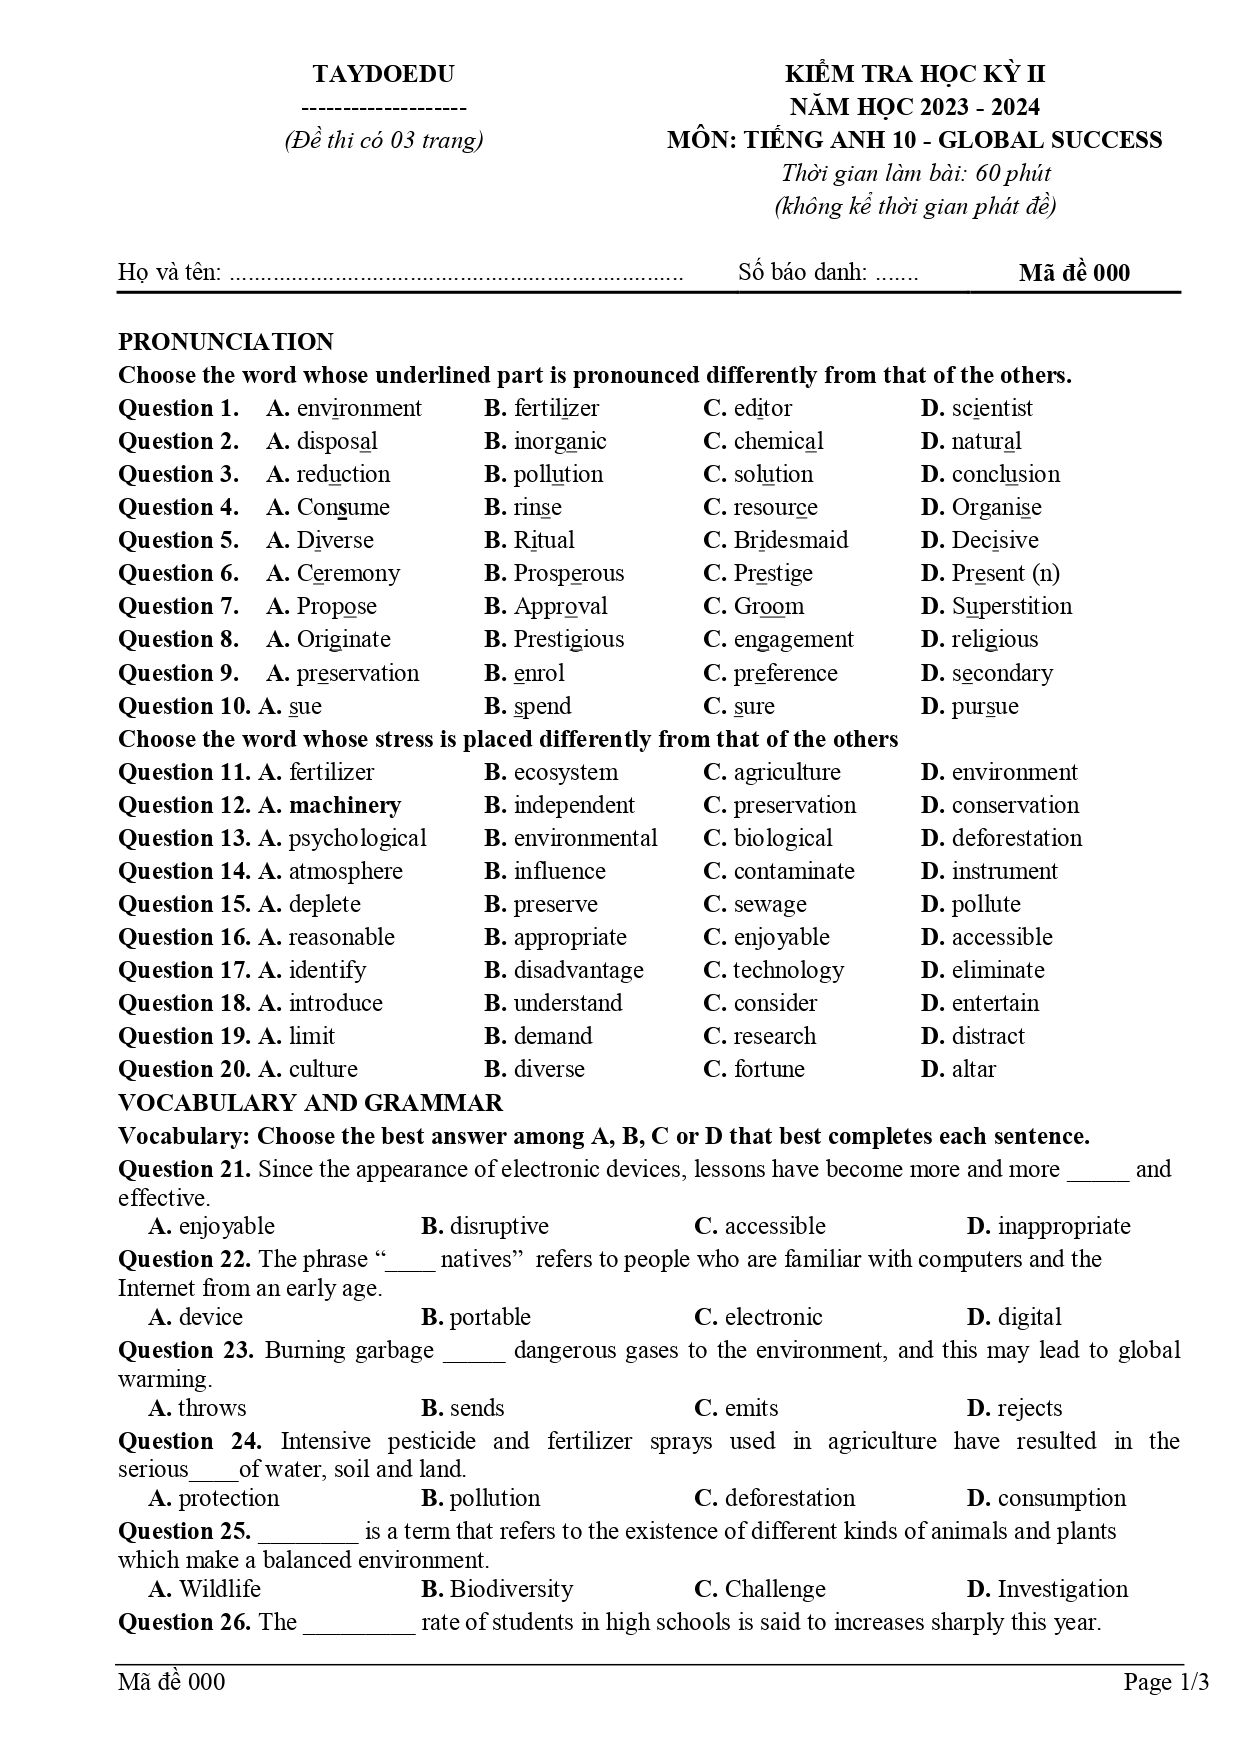 TAYDOEDU
--------------------
(Đề thi có 03 trang)
KIỂM TRA HỌC KỲ II
NĂM HỌC 2023 - 2024
MÔN: TIẾNG ANH 10 - GLOBAL SUCCESS
Thời gian làm bài: 60 phút
(không kể thời gian phát đề)
Họ và tên: ......................................................................... Số báo danh: ....... Mã đề 000
PRONUNCIATION
Choose the word whose underlined part is pronounced differently from that of the others.
Question 1. A. environment B. fertilizer C. editor D. scientist
Question 2. A. disposal B. inorganic C. chemical D. natural
Question 3. A. reduction B. pollution C. solution D. conclusion
Question 4. A. Consume B. rinse C. resource D. Organise
Question 5. A. Diverse B. Ritual C. Bridesmaid D. Decisive
Question 6. A. Ceremony B. Prosperous C. Prestige D. Present (n)
Question 7. A. Propose B. Approval C. Groom D. Superstition
Question 8. A. Originate B. Prestigious C. engagement D. religious
Question 9. A. preservation B. enrol C. preference D. secondary
Question 10. A. sue B. spend C. sure D. pursue
Choose the word whose stress is placed differently from that of the others
Question 11. A. fertilizer B. ecosystem C. agriculture D. environment
Question 12. A. machinery B. independent C. preservation D. conservation
Question 13. A. psychological B. environmental C. biological D. deforestation
Question 14. A. atmosphere B. influence C. contaminate D. instrument
Question 15. A. deplete B. preserve C. sewage D. pollute
Question 16. A. reasonable B. appropriate C. enjoyable D. accessible
Question 17. A. identify B. disadvantage C. technology D. eliminate
Question 18. A. introduce B. understand C. consider D. entertain
Question 19. A. limit B. demand C. research D. distract
Question 20. A. culture B. diverse C. fortune D. altar
VOCABULARY AND GRAMMAR
Vocabulary: Choose the best answer among A, B, C or D that best completes each sentence.
Question 21. Since the appearance of electronic devices, lessons have become more and more _____ and
effective.
A. enjoyable B. disruptive C. accessible D. inappropriate
Question 22. The phrase “____ natives” refers to people who are familiar with computers and the
Internet from an early age.
A. device B. portable C. electronic D. digital
Question 23. Burning garbage _____ dangerous gases to the environment, and this may lead to global
warming.
A. throws B. sends C. emits D. rejects
Question 24. Intensive pesticide and fertilizer sprays used in agriculture have resulted in the
serious____of water, soil and land.
A. protection B. pollution C. deforestation D. consumption
Question 25. ________ is a term that refers to the existence of different kinds of animals and plants
which make a balanced environment.
A. Wildlife B. Biodiversity C. Challenge D. Investigation
Question 26. The _________ rate of students in high schools is said to increases sharply this year.
Mã đề 000 Page 1/3